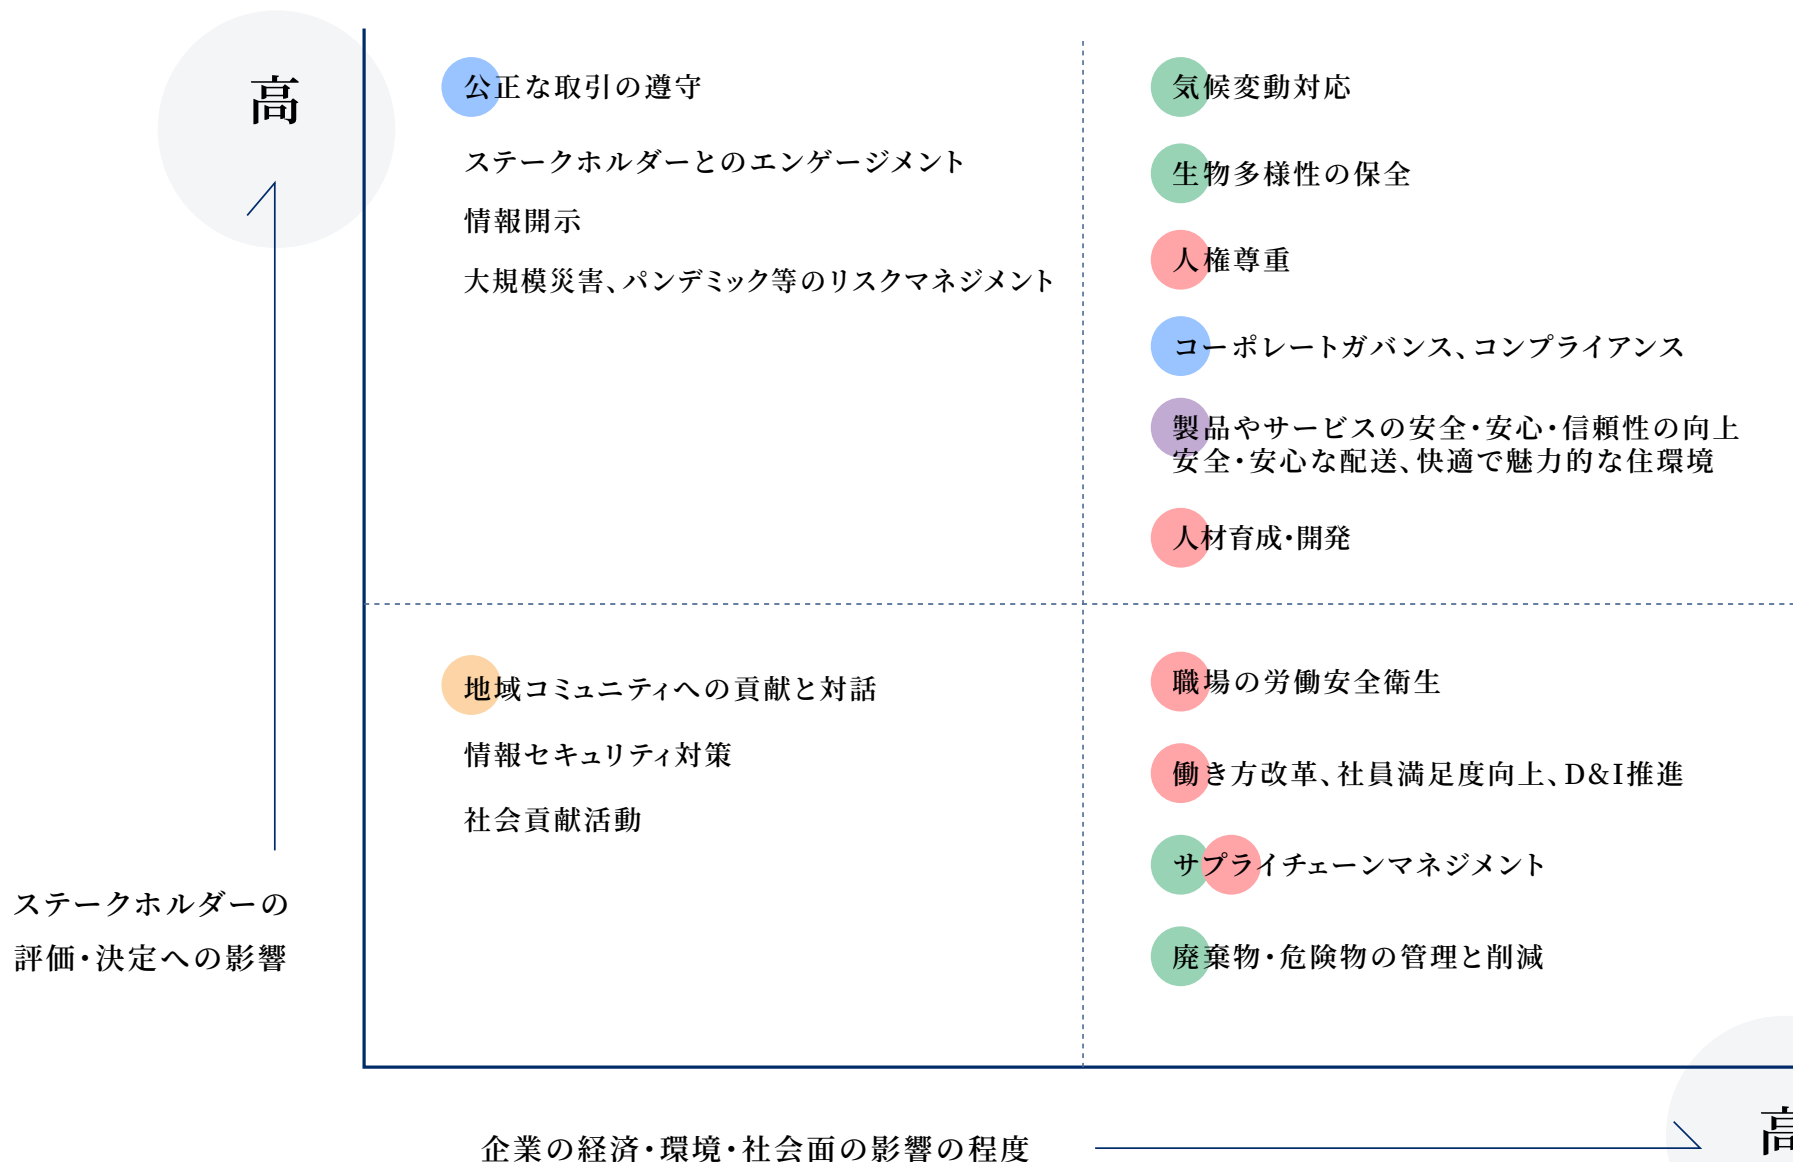 高
公正な取引の遵守
ステークホルダーとのエンゲージメント
情報開示
大規模災害、パンデミック等のリスクマネジメント
気候変動対応
生物多様性の保全
人権尊重
コーポレートガバンス、コンプライアンス
製品やサービスの安全・安心・信頼性の向上
安全・安心な配送、快適で魅力的な住環境
人材育成・開発
地域コミュニティへの貢献と対話
情報セキュリティ対策
社会貢献活動
職場の労働安全衛生
働き方改革、社員満足度向上、D&I推進
サプライチェーンマネジメント
廃棄物・危険物の管理と削減
ステークホルダーの
評価・決定への影響
企業の経済・環境・社会面の影響の程度
高